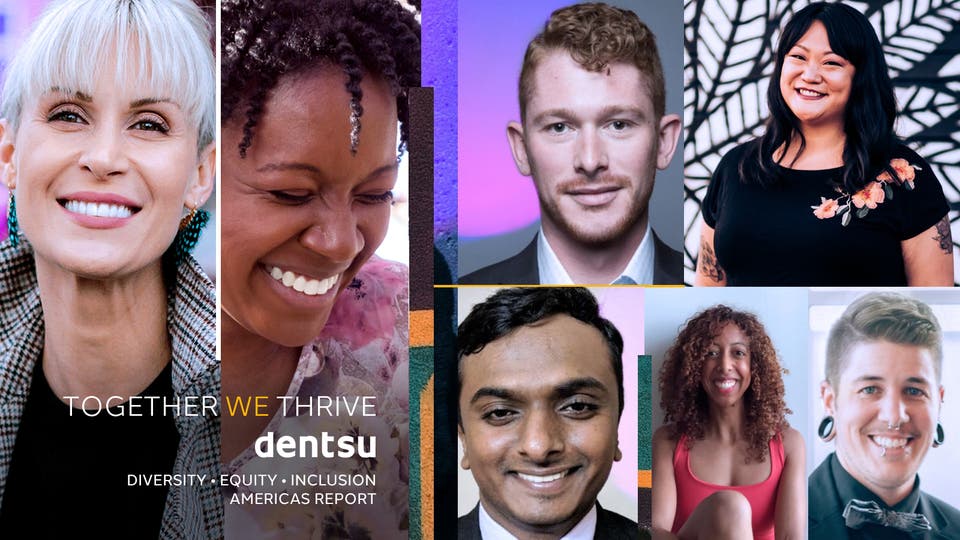 TOGETHER WE THRIVE
dentsu
DIVERSITY • EQUITY • INCLUSION
AMERICAS REPORT